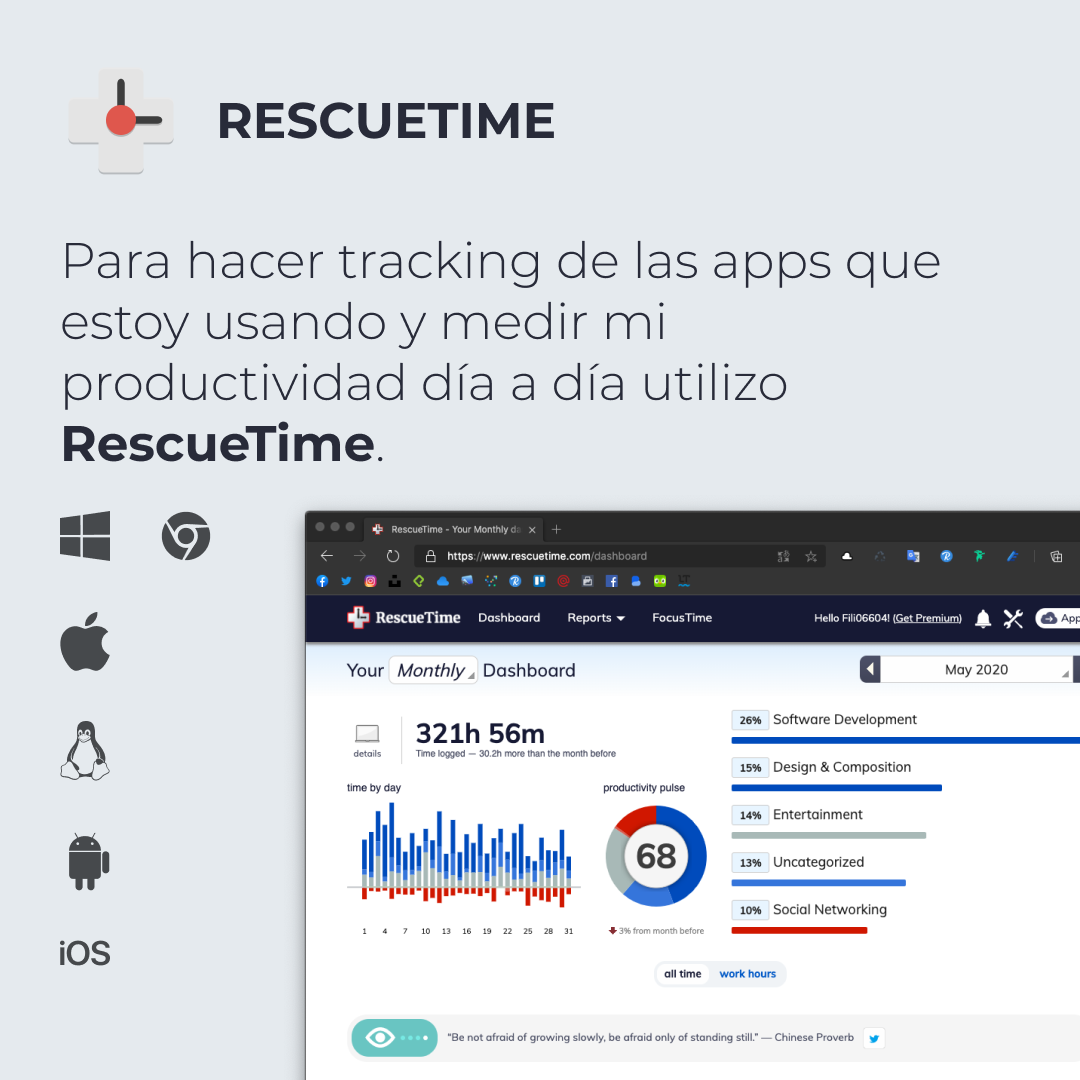 RESCUETIME
Para hacer tracking de las apps que
estoy usando y medir mi
productividad día a día utilizo
RescueTime.
iOS
RescueTime - Your Monthly da
https://www.rescuetime.com/dashboard
RescueTime Dashboard Reports FocusTime Hello Fili06604! (Get Premium) App
Your Monthly Dashboard May 2020
details
321h 56m
Time logged — 30.2h more than the month before
time by day
1 4 7 10 13 16 19 22 25 28 31
productivity pulse
68
3% from month before
26% Software Development
15% Design & Composition
14% Entertainment
13% Uncategorized
10% Social Networking
all time work hours
“Be not afraid of growing slowly, be afraid only of standing still.” — Chinese Proverb